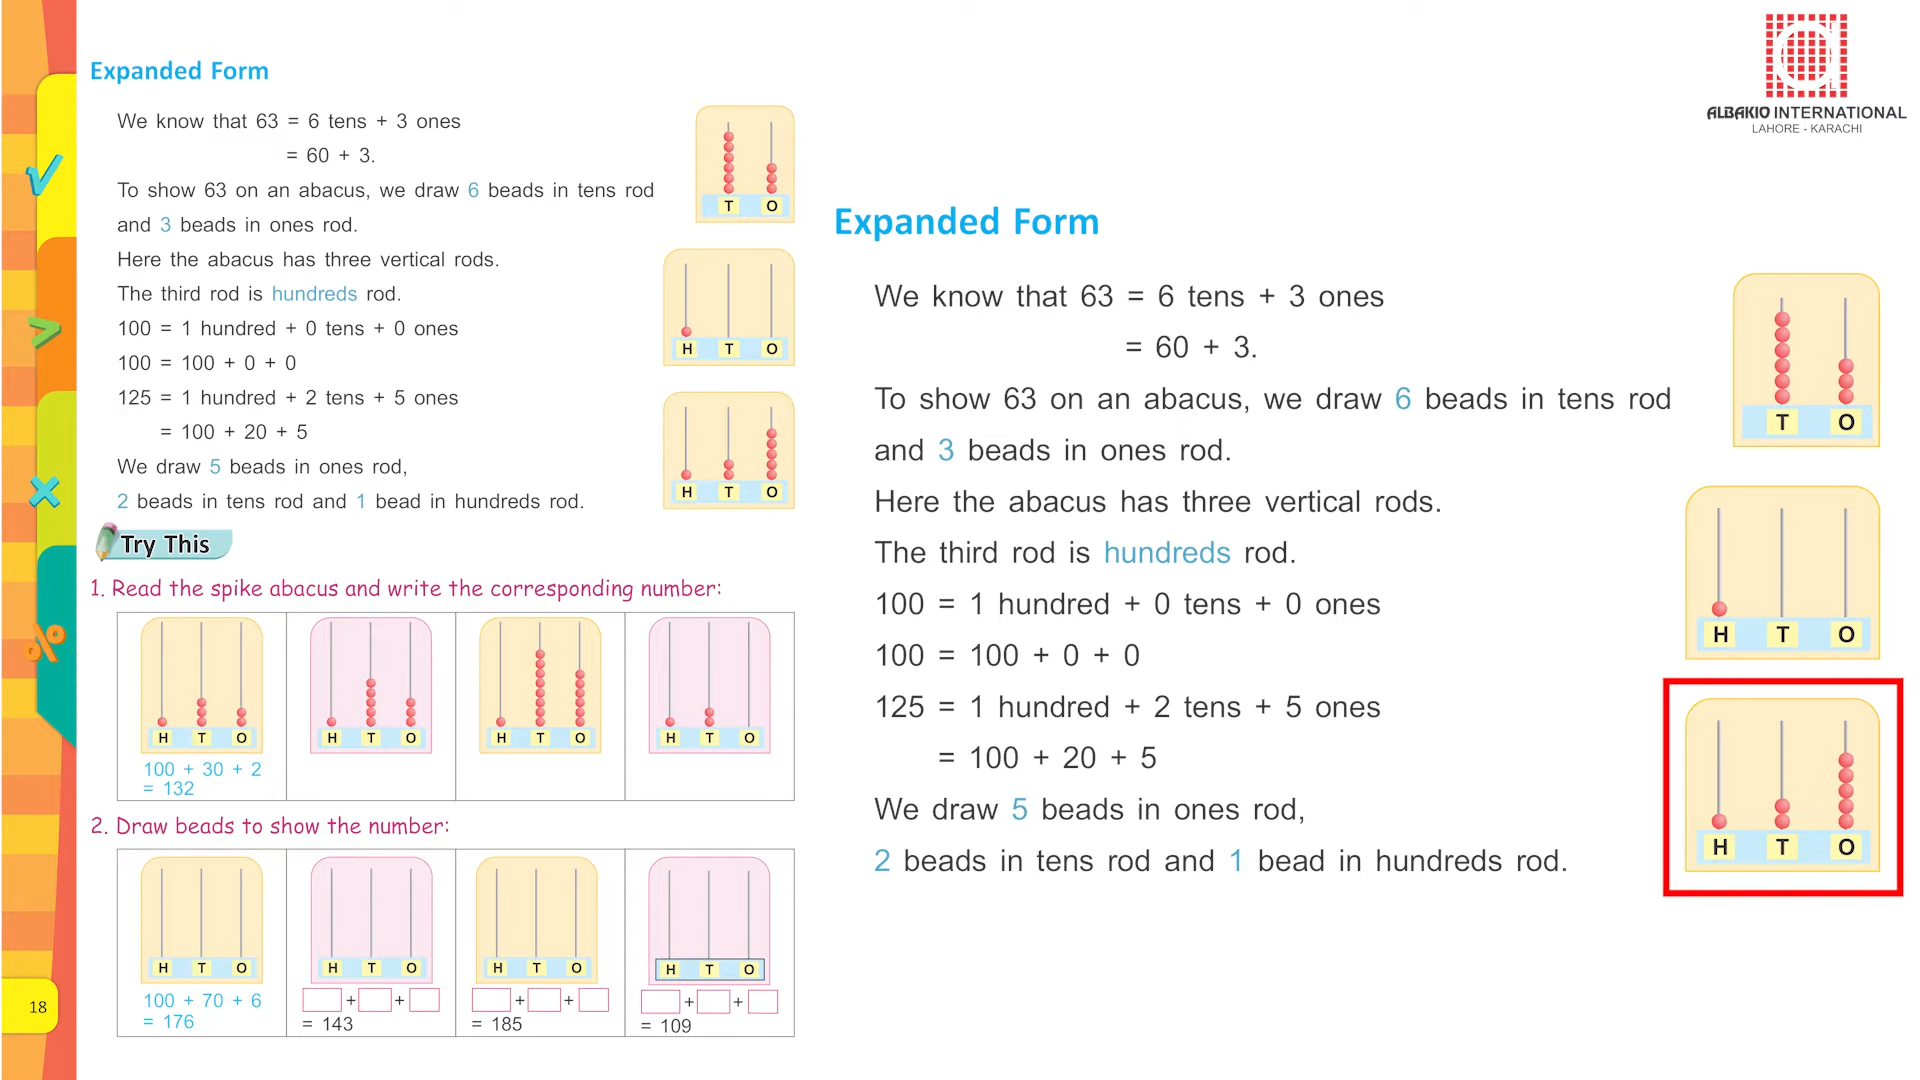 Expanded Form
We know that 63 = 6 tens + 3 ones
= 60 + 3.
To show 63 on an abacus, we draw 6 beads in tens rod
and 3 beads in ones rod.
T O
Here the abacus has three vertical rods.
The third rod is hundreds rod.
100 = 1 hundred + 0 tens + 0 ones
H T O
100 = 100 + 0 + 0
125 = 1 hundred + 2 tens + 5 ones
= 100 + 20 + 5
We draw 5 beads in ones rod,
2 beads in tens rod and 1 bead in hundreds rod.
H T O
Try This
1. Read the spike abacus and write the corresponding number:
H T O H T O H T O H T O
100 + 30 + 2
= 132
2. Draw beads to show the number:
H T O H T O H T O H T O
100 + 70 + 6 + + + + + +
= 176 = 143 = 185 = 109
18
ALBAKIO INTERNATIONAL
LAHORE - KARACHI
Expanded Form
We know that 63 = 6 tens + 3 ones
= 60 + 3.
To show 63 on an abacus, we draw 6 beads in tens rod
T O
and 3 beads in ones rod.
Here the abacus has three vertical rods.
The third rod is hundreds rod.
100 = 1 hundred + 0 tens + 0 ones
H T O
100 = 100 + 0 + 0
125 = 1 hundred + 2 tens + 5 ones
= 100 + 20 + 5
We draw 5 beads in ones rod,
2 beads in tens rod and 1 bead in hundreds rod.
H T O